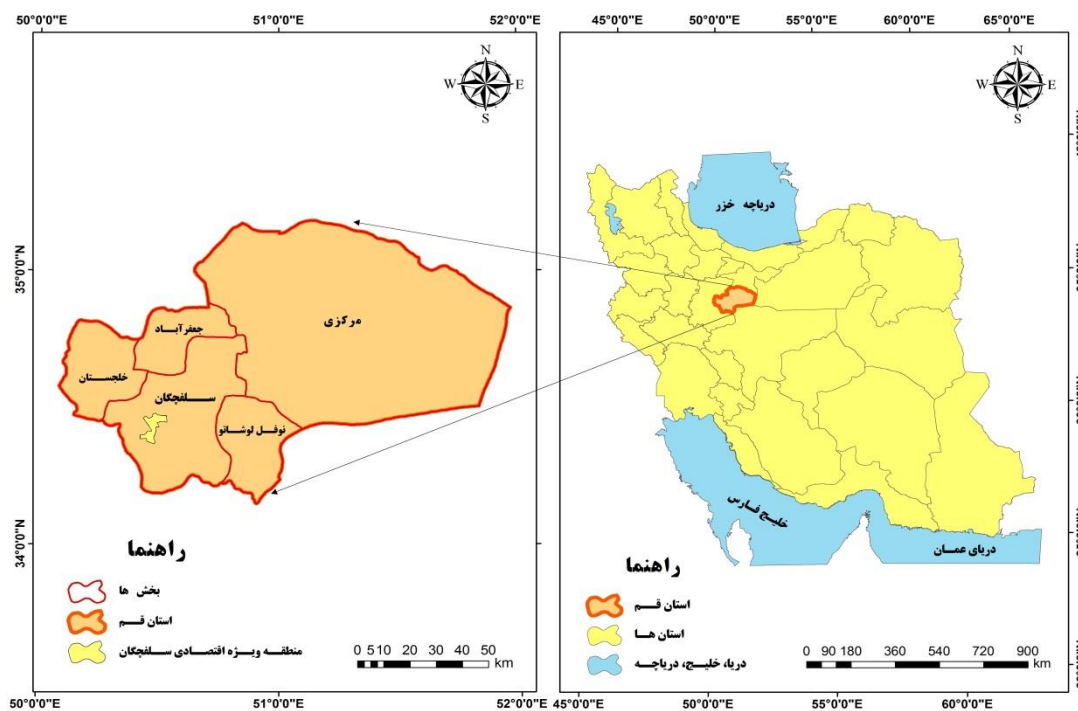 50°0'0"E 51°0'0"E 52°0'0"E
N
W E
S
35°0'0"N
34°0'0"N
مرکزی
جعفرآباد
خلجستان
سلفچگان
نوفل لوشاتو
راهنما
بخش ها
استان قم
منطقه ویژه اقتصادی سلفچگان
0 5 10 20 30 40 50
km
50°0'0"E 51°0'0"E 52°0'0"E
45°0'0"E 50°0'0"E 55°0'0"E 60°0'0"E 65°0'0"E
N
W E
S
دریاچه خزر
خلیج فارس
دریای عمان
راهنما
استان قم
استان ها
دریا، خلیج، دریاچه
0 90 180 360 540 720 900
km
45°0'0"E 50°0'0"E 55°0'0"E 60°0'0"E